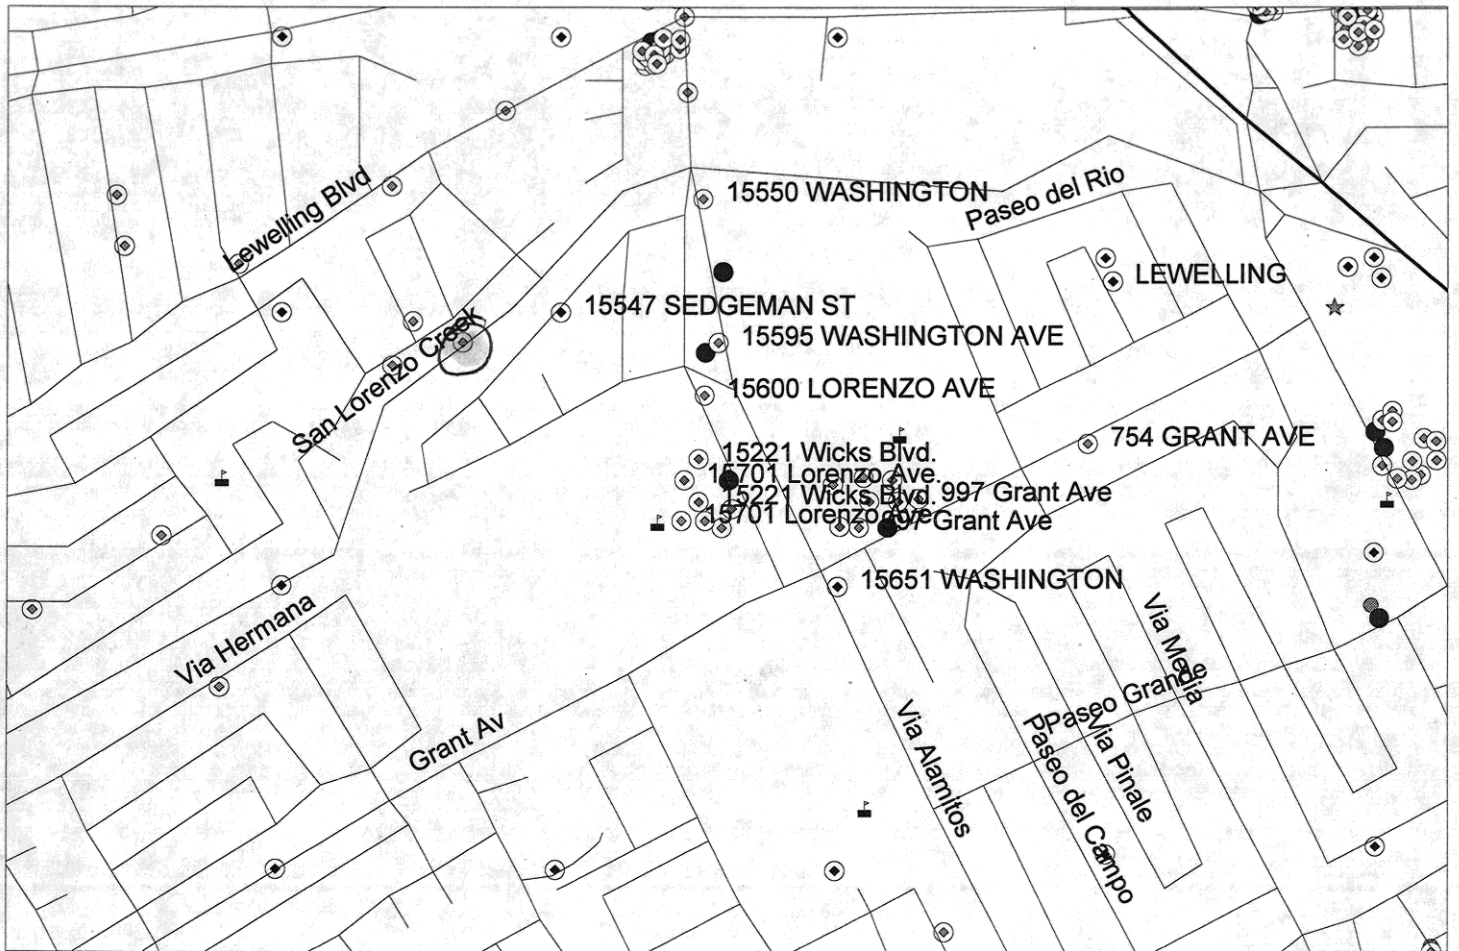 15550 WASHINGTON
Paseo del Rio
Lewelling Blvd
LEWELLING
15547 SEDGEMAN ST
15595 WASHINGTON AVE
San Lorenzo Creek
15600 LORENZO AVE
754 GRANT AVE
15221 Wicks Blvd.
15701 Lorenzo Ave.
15221 Wicks Blvd.
997 Grant Ave
15701 Lorenzo Ave.
997 Grant Ave
15651 WASHINGTON
Via Hermana
Via Media
Paseo Grande
Grant Av
Via Alamitos
Paseo del Campo
Via Pinale